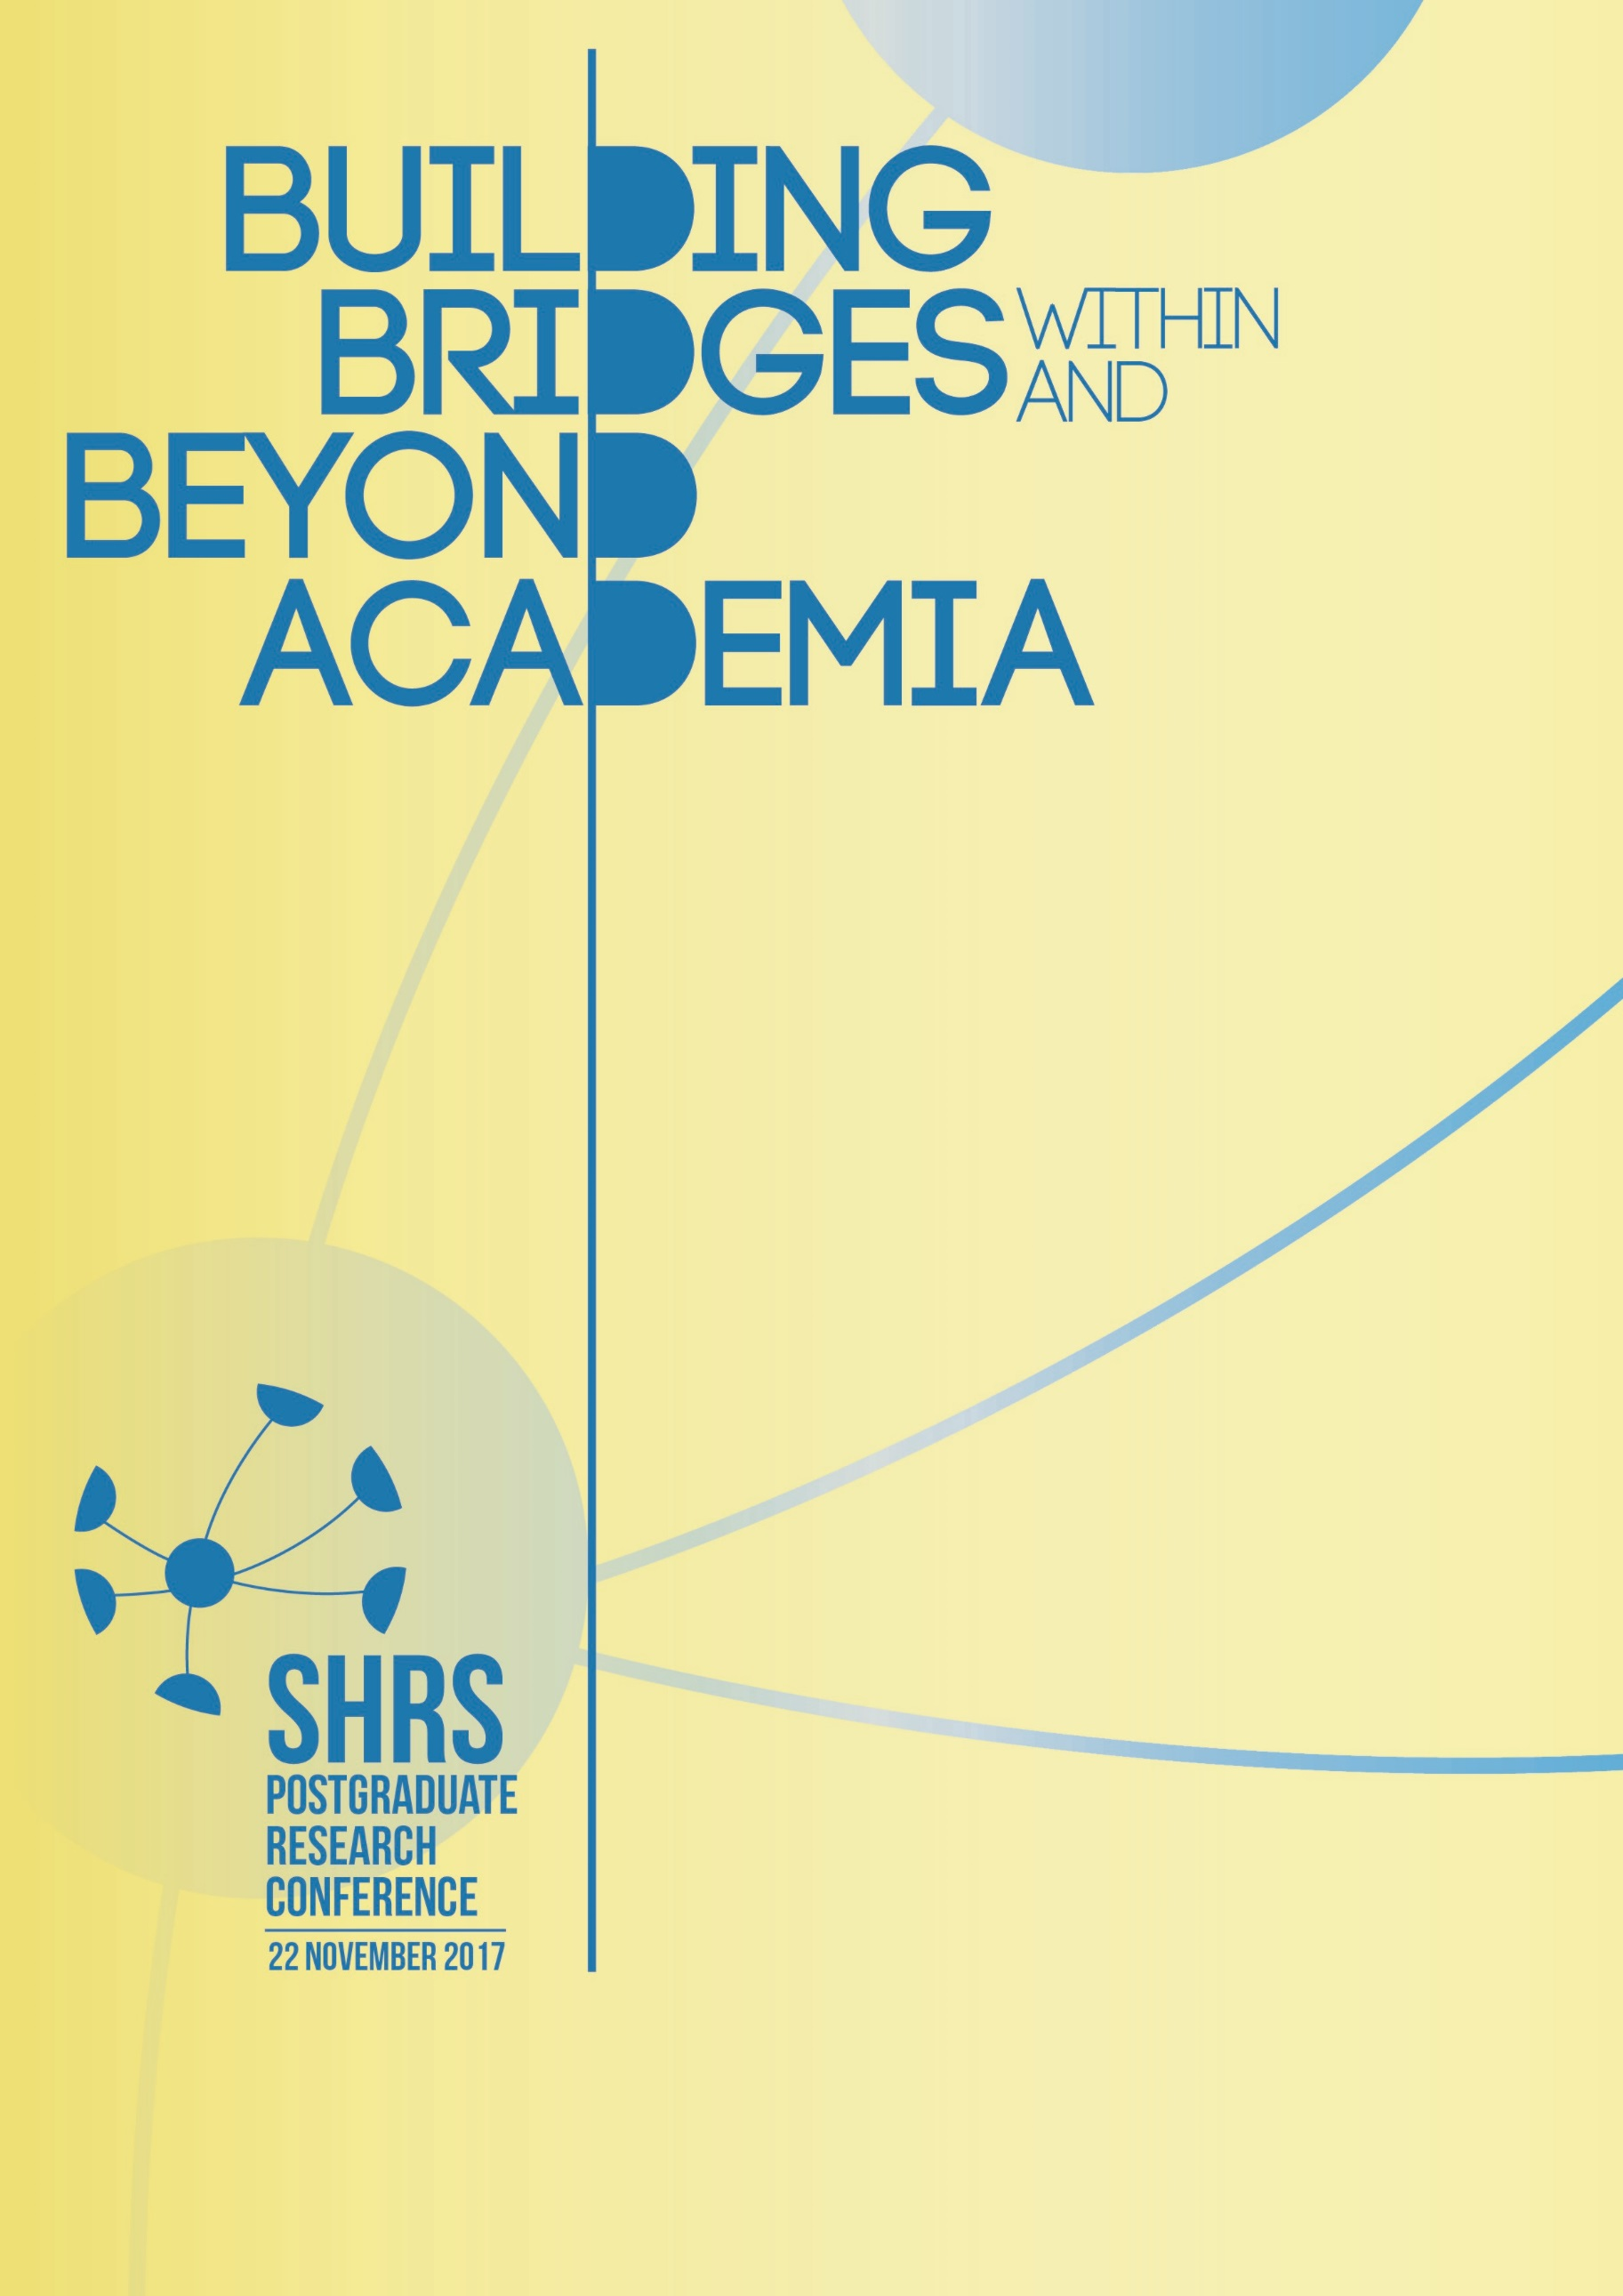 BUILDING
BRIDGES WITHIN
AND
BEYOND
ACADEMIA
SHRS
POSTGRADUATE
RESEARCH
CONFERENCE
22 NOVEMBER 2017